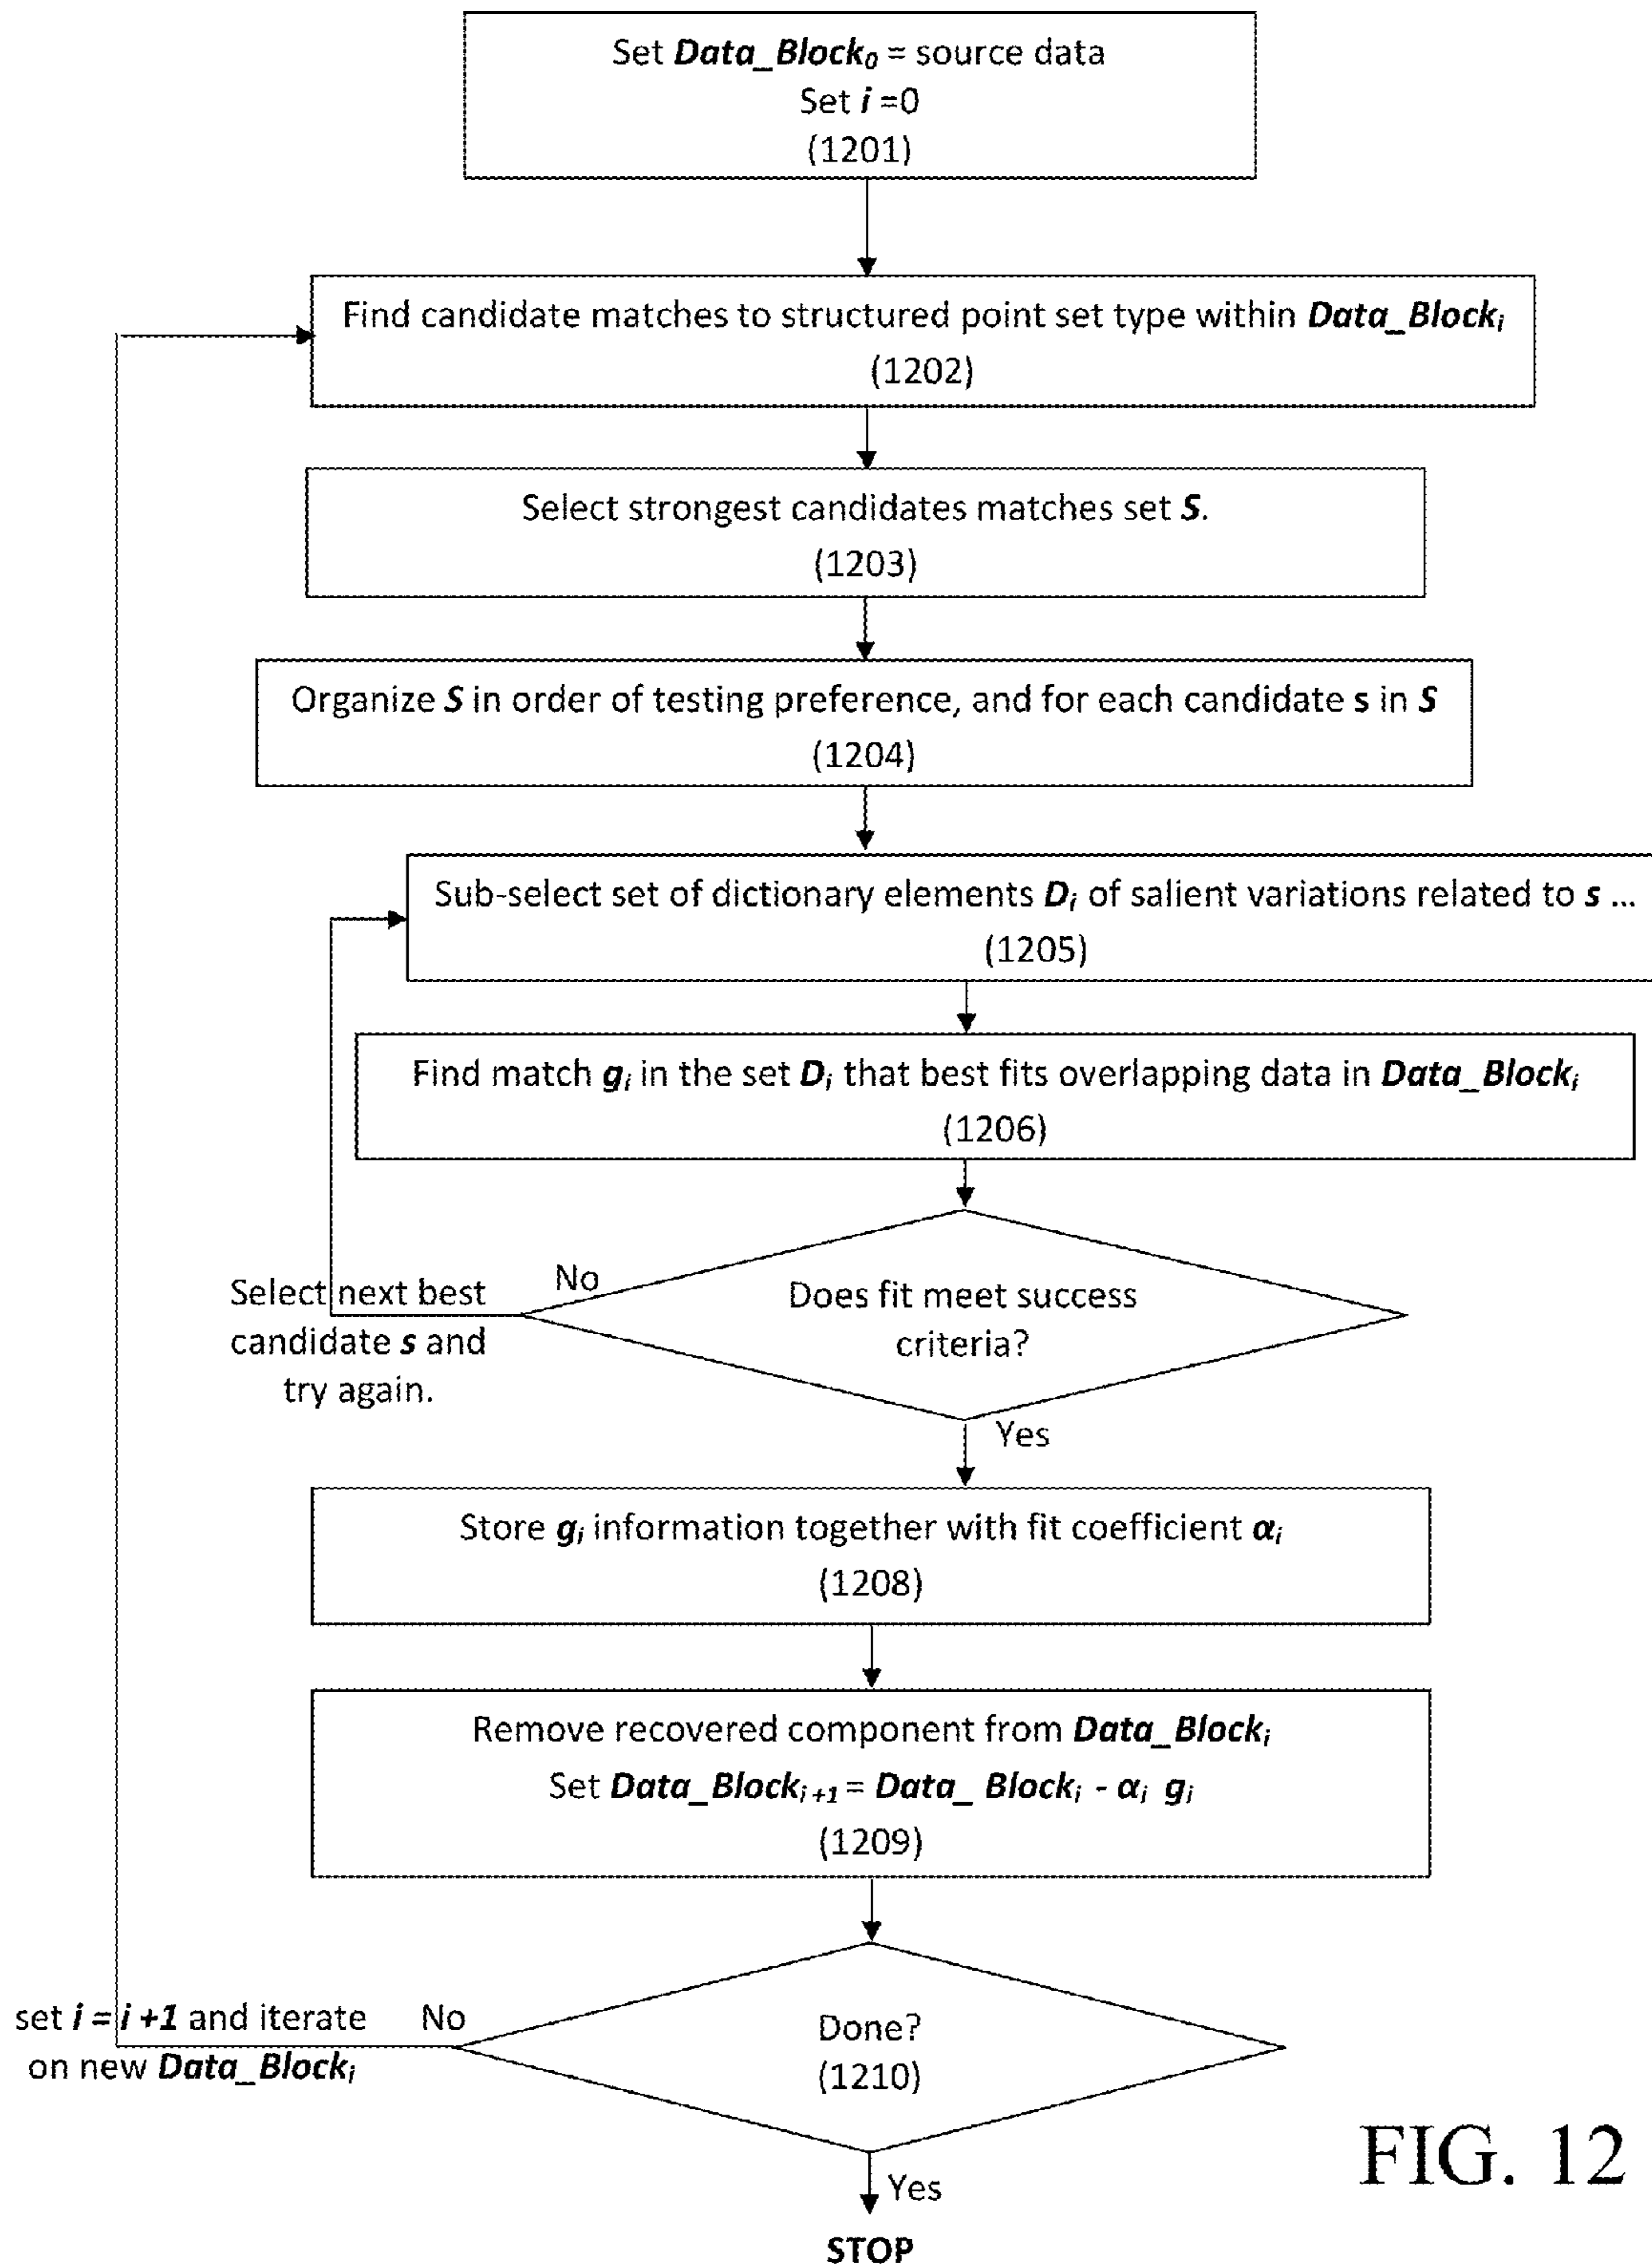 Set Data_Block₀ = source data
Set i =0
(1201)
Find candidate matches to structured point set type within Data_Blockᵢ
(1202)
Select strongest candidates matches set S.
(1203)
Organize S in order of testing preference, and for each candidate s in S
(1204)
Sub-select set of dictionary elements Dᵢ of salient variations related to s ...
(1205)
Find match gᵢ in the set Dᵢ that best fits overlapping data in Data_Blockᵢ
(1206)
No
Select next best
candidate s and
try again.
Does fit meet success
criteria?
Yes
Store gᵢ information together with fit coefficient αᵢ
(1208)
Remove recovered component from Data_Blockᵢ
Set Data_Blockᵢ₊₁ = Data_ Blockᵢ - αᵢ gᵢ
(1209)
set i = i +1 and iterate
on new Data_Blockᵢ
No
Done?
(1210)
Yes
STOP
FIG. 12